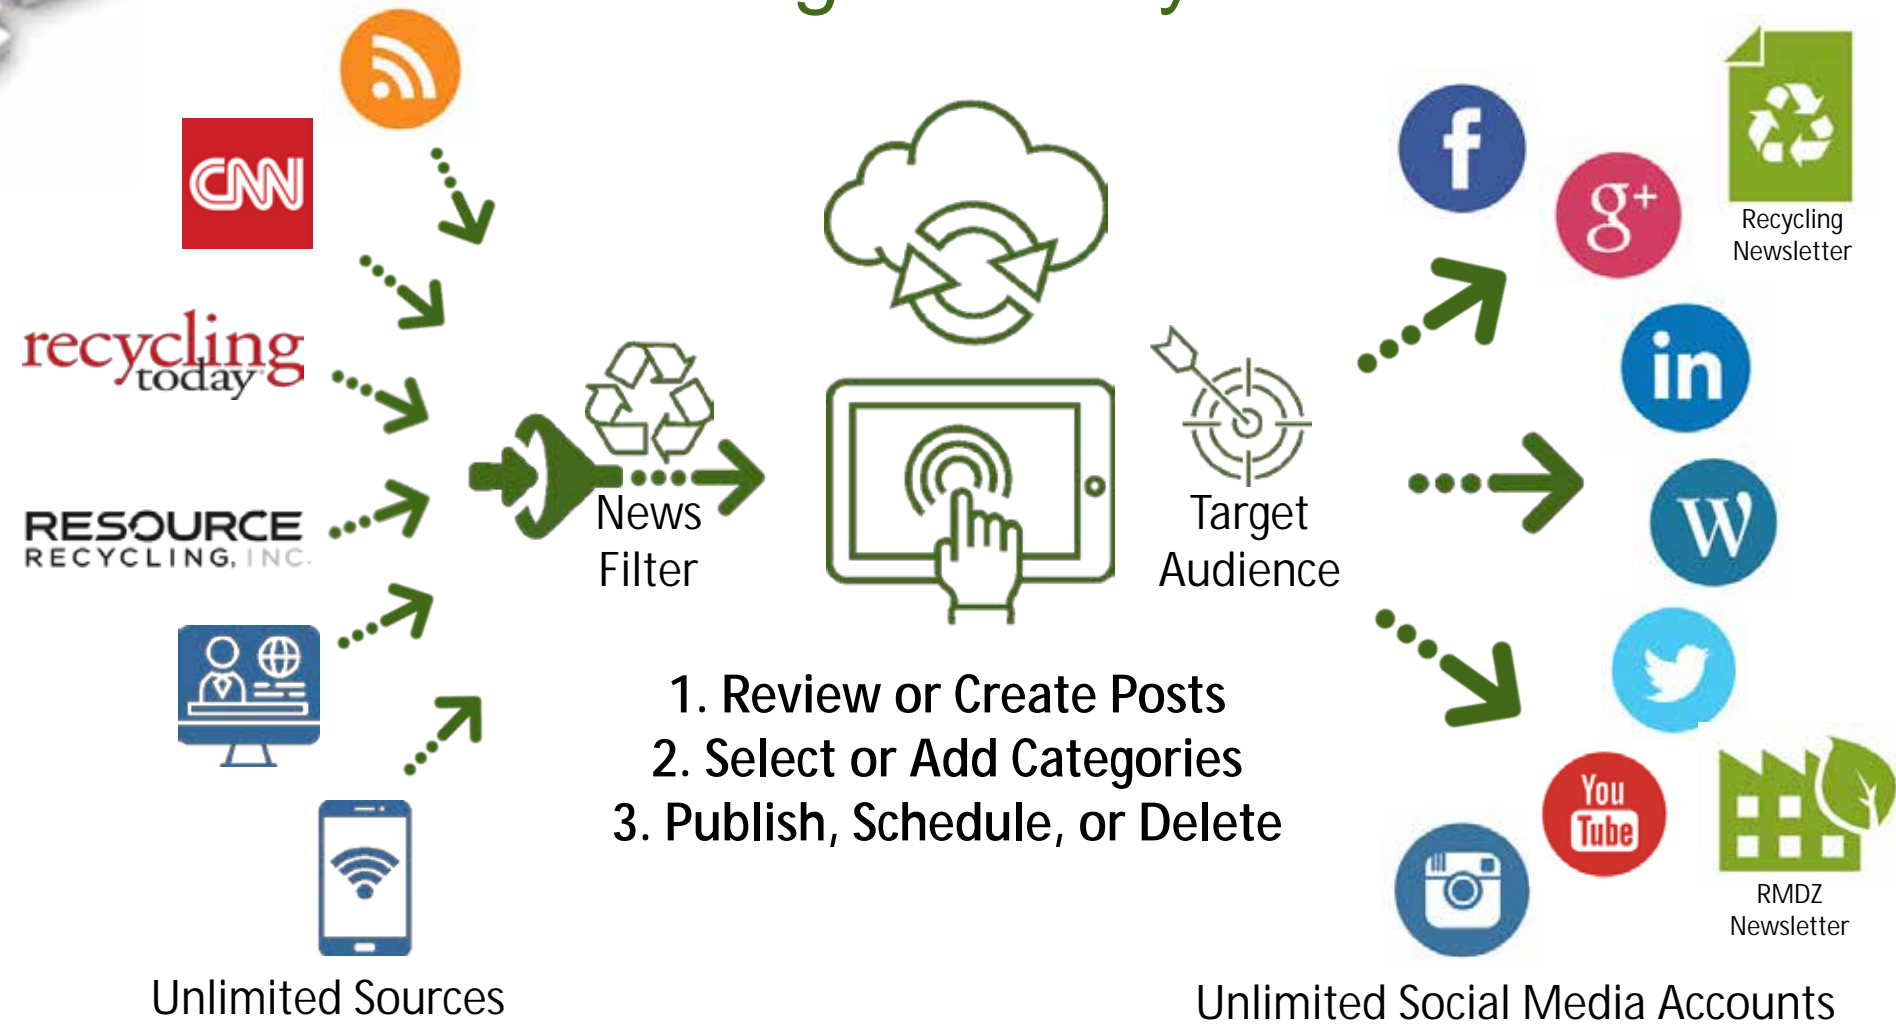 CNN
recycling
today
RESOURCE
RECYCLING, INC.
News
Filter
Target
Audience
1. Review or Create Posts
2. Select or Add Categories
3. Publish, Schedule, or Delete
f
g+
Recycling
Newsletter
in
W
You
Tube
RMDZ
Newsletter
Unlimited Sources
Unlimited Social Media Accounts